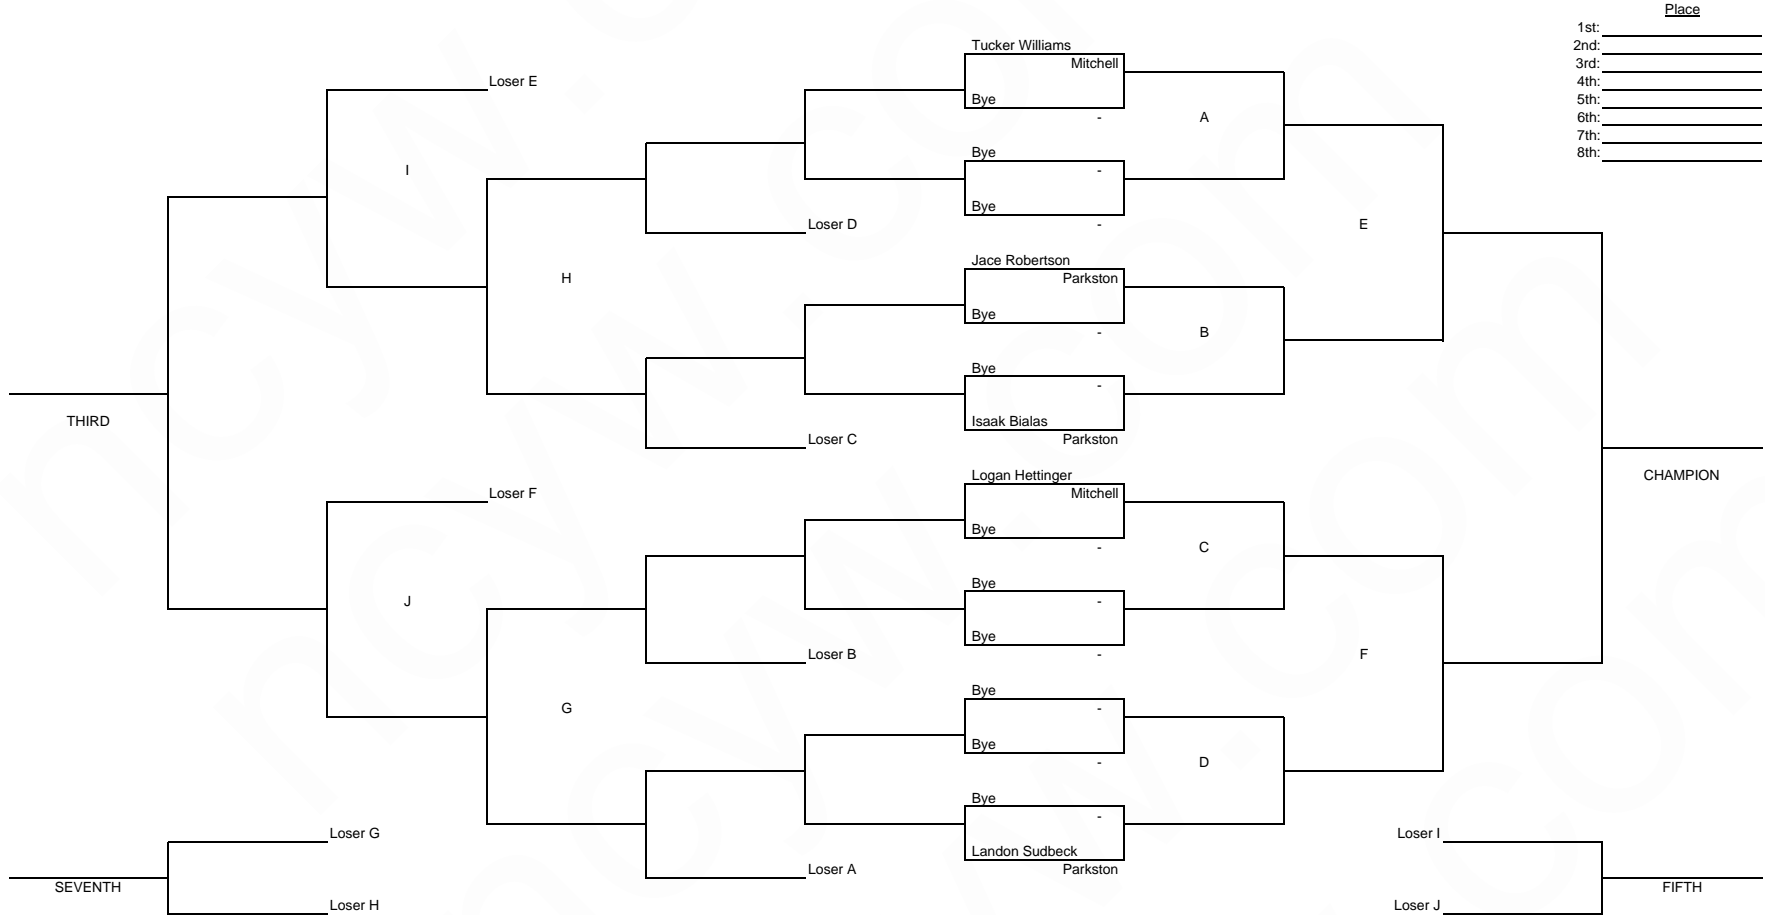 Place
1st:
2nd:
3rd:
4th:
5th:
6th:
7th:
8th:
Tucker Williams
Mitchell
Bye
-
Bye
-
Bye
-
Jace Robertson
Parkston
Bye
-
Bye
-
Isaak Bialas
Parkston
Logan Hettinger
Mitchell
Bye
-
Bye
-
Bye
-
Bye
-
Bye
-
Bye
-
Landon Sudbeck
Parkston
A
B
C
D
E
F
CHAMPION
Loser E
I
Loser D
H
Loser C
THIRD
Loser F
J
Loser B
G
Loser A
Loser G
SEVENTH
Loser H
Loser I
FIFTH
Loser J